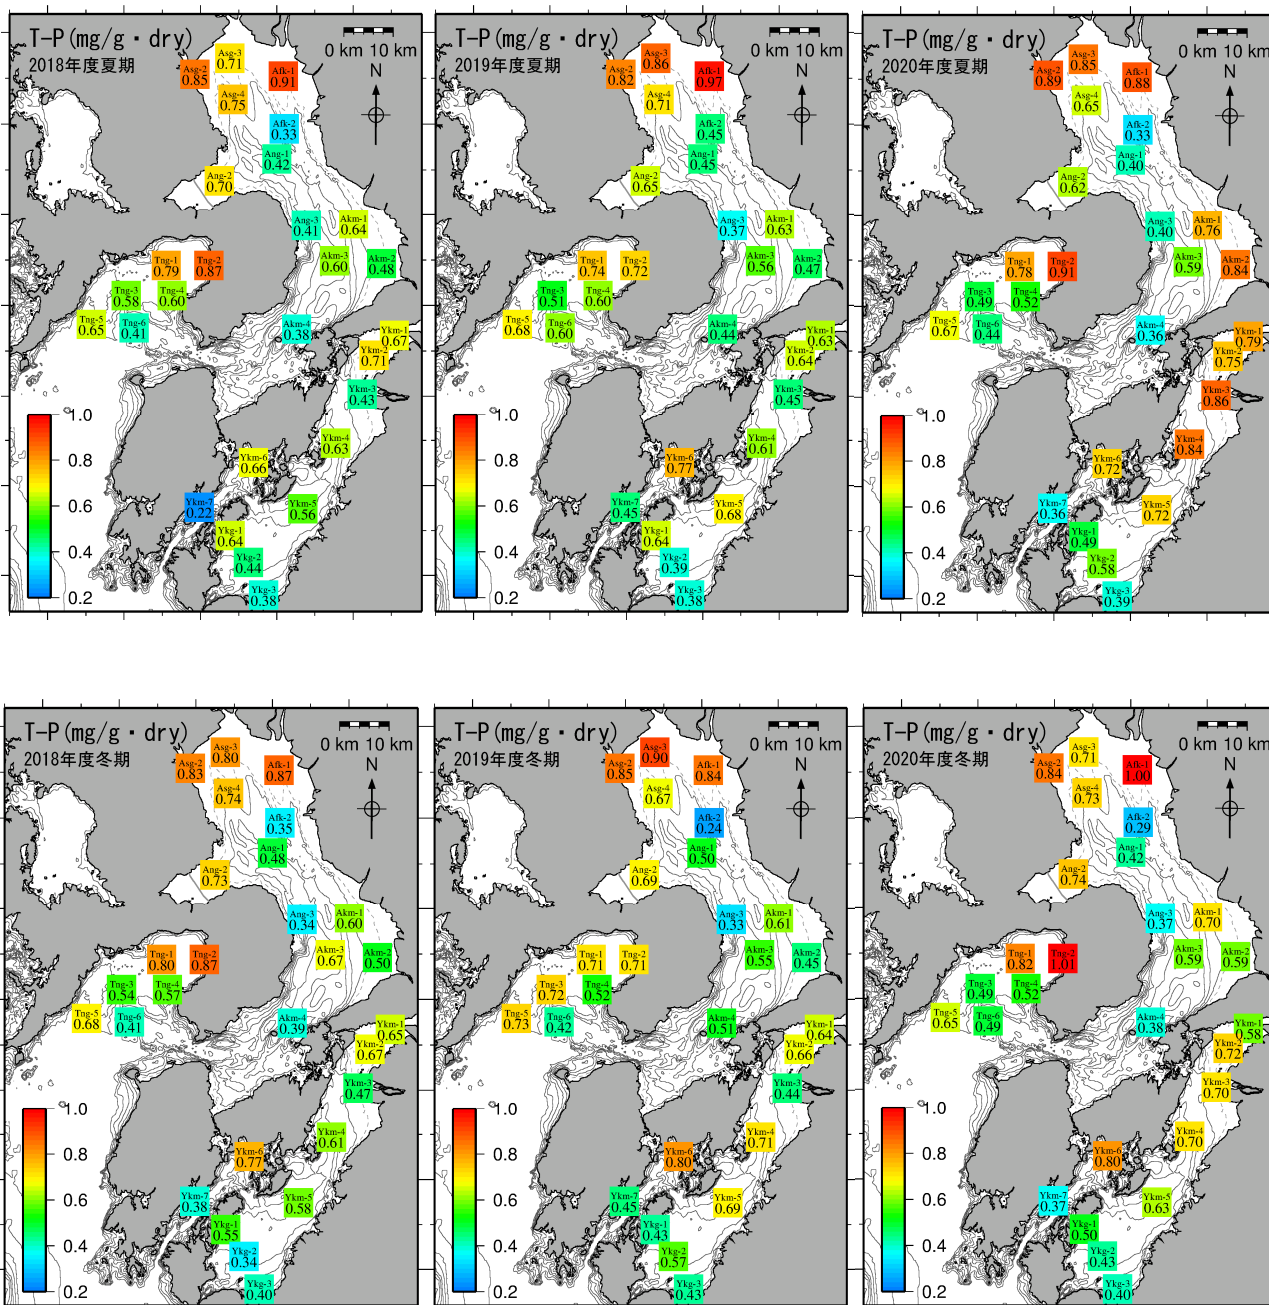 T-P(mg/g・dry)
2018年度夏期
0 km 10 km
N
Asg-3
0.71
Asg-2
0.85
Afk-1
0.91
Asg-4
0.75
Afk-2
0.33
Ang-1
0.42
Ang-2
0.70
Ang-3
0.41
Akm-1
0.64
Akm-3
0.60
Akm-2
0.48
Tng-1
0.79
Tng-2
0.87
Tng-3
0.58
Tng-4
0.60
Tng-5
0.65
Tng-6
0.41
Akm-4
0.38
Ykm-1
0.67
Ykm-2
0.71
Ykm-3
0.43
Ykm-4
0.63
Ykm-6
0.66
Ykm-7
0.22
Ykm-5
0.56
Ykg-1
0.64
Ykg-2
0.44
Ykg-3
0.38
1.0
0.8
0.6
0.4
0.2
T-P(mg/g・dry)
2019年度夏期
0 km 10 km
N
Asg-3
0.86
Asg-2
0.82
Afk-1
0.97
Asg-4
0.71
Afk-2
0.45
Ang-1
0.45
Ang-2
0.65
Ang-3
0.37
Akm-1
0.63
Akm-3
0.56
Akm-2
0.47
Tng-1
0.74
Tng-2
0.72
Tng-3
0.51
Tng-4
0.60
Tng-5
0.68
Tng-6
0.60
Akm-4
0.44
Ykm-1
0.63
Ykm-2
0.64
Ykm-3
0.45
Ykm-4
0.61
Ykm-6
0.77
Ykm-7
0.45
Ykm-5
0.68
Ykg-1
0.64
Ykg-2
0.39
Ykg-3
0.38
1.0
0.8
0.6
0.4
0.2
T-P(mg/g・dry)
2020年度夏期
0 km 10 km
N
Asg-3
0.85
Asg-2
0.89
Afk-1
0.88
Asg-4
0.65
Afk-2
0.33
Ang-1
0.40
Ang-2
0.62
Ang-3
0.40
Akm-1
0.76
Akm-3
0.59
Akm-2
0.84
Tng-1
0.78
Tng-2
0.91
Tng-3
0.49
Tng-4
0.52
Tng-5
0.67
Tng-6
0.44
Akm-4
0.36
Ykm-1
0.79
Ykm-2
0.75
Ykm-3
0.86
Ykm-4
0.84
Ykm-6
0.72
Ykm-7
0.36
Ykm-5
0.72
Ykg-1
0.49
Ykg-2
0.58
Ykg-3
0.39
1.0
0.8
0.6
0.4
0.2
T-P(mg/g・dry)
2018年度冬期
0 km 10 km
N
Asg-3
0.80
Asg-2
0.83
Afk-1
0.87
Asg-4
0.74
Afk-2
0.35
Ang-1
0.48
Ang-2
0.73
Ang-3
0.34
Akm-1
0.60
Akm-3
0.67
Akm-2
0.50
Tng-1
0.80
Tng-2
0.87
Tng-3
0.54
Tng-4
0.57
Tng-5
0.68
Tng-6
0.41
Akm-4
0.39
Ykm-1
0.65
Ykm-2
0.67
Ykm-3
0.47
Ykm-4
0.61
Ykm-6
0.77
Ykm-7
0.38
Ykm-5
0.58
Ykg-1
0.55
Ykg-2
0.34
Ykg-3
0.40
1.0
0.8
0.6
0.4
0.2
T-P(mg/g・dry)
2019年度冬期
0 km 10 km
N
Asg-3
0.90
Asg-2
0.85
Afk-1
0.84
Asg-4
0.67
Afk-2
0.24
Ang-1
0.50
Ang-2
0.69
Ang-3
0.33
Akm-1
0.61
Akm-3
0.55
Akm-2
0.45
Tng-1
0.71
Tng-2
0.71
Tng-3
0.72
Tng-4
0.52
Tng-5
0.73
Tng-6
0.42
Akm-4
0.51
Ykm-1
0.64
Ykm-2
0.66
Ykm-3
0.44
Ykm-4
0.71
Ykm-6
0.80
Ykm-7
0.45
Ykm-5
0.69
Ykg-1
0.43
Ykg-2
0.57
Ykg-3
0.43
1.0
0.8
0.6
0.4
0.2
T-P(mg/g・dry)
2020年度冬期
0 km 10 km
N
Asg-3
0.71
Asg-2
0.84
Afk-1
1.00
Asg-4
0.73
Afk-2
0.29
Ang-1
0.42
Ang-2
0.74
Ang-3
0.37
Akm-1
0.70
Akm-3
0.59
Akm-2
0.59
Tng-1
0.82
Tng-2
1.01
Tng-3
0.49
Tng-4
0.52
Tng-5
0.65
Tng-6
0.49
Akm-4
0.38
Ykm-1
0.58
Ykm-2
0.72
Ykm-3
0.70
Ykm-4
0.70
Ykm-6
0.80
Ykm-7
0.37
Ykm-5
0.63
Ykg-1
0.50
Ykg-2
0.43
Ykg-3
0.40
1.0
0.8
0.6
0.4
0.2